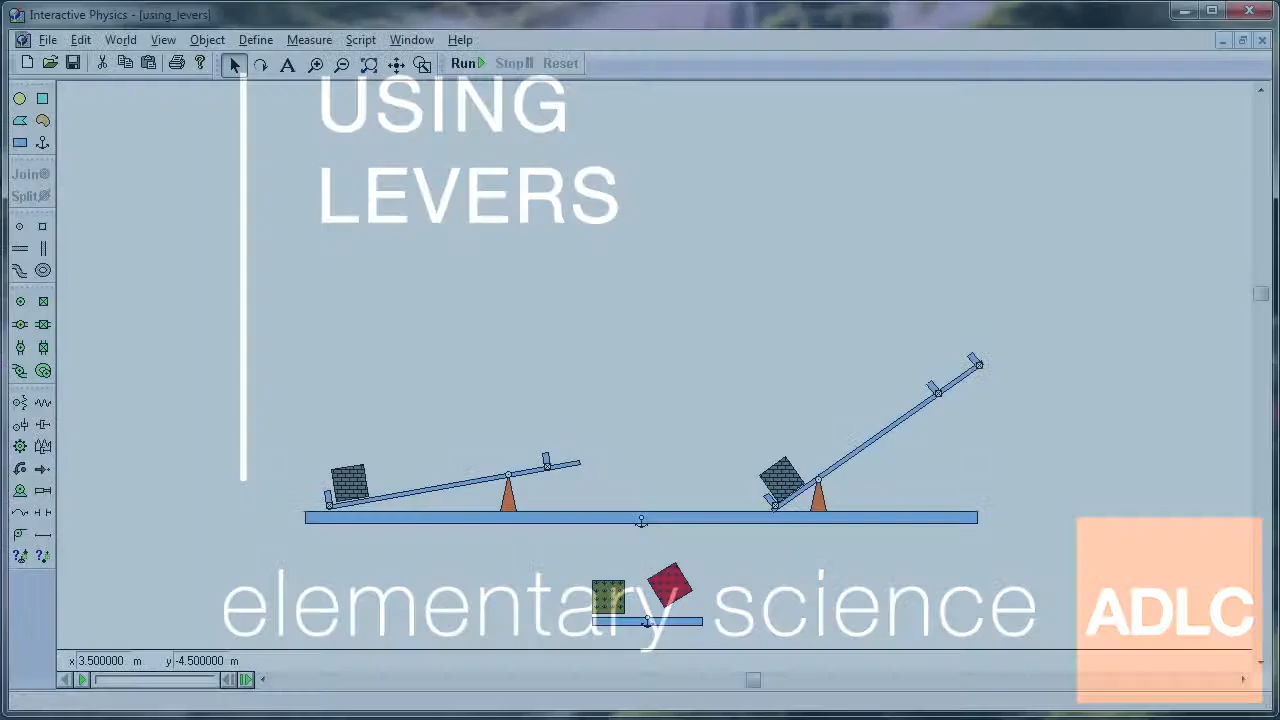 Interactive Physics - [using_levers]
File Edit World View Object Define Measure Script Window Help
Run Stop Reset
USING
LEVERS
Join
Split
elementary science
ADLC
x 3.500000 m y -4.500000 m